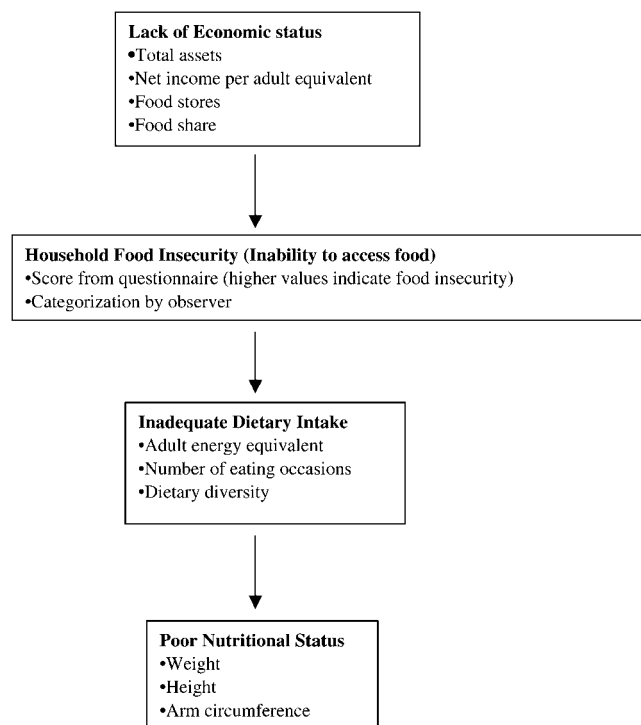 Lack of Economic status
•Total assets
•Net income per adult equivalent
•Food stores
•Food share
Household Food Insecurity (Inability to access food)
•Score from questionnaire (higher values indicate food insecurity)
•Categorization by observer
Inadequate Dietary Intake
•Adult energy equivalent
•Number of eating occasions
•Dietary diversity
Poor Nutritional Status
•Weight
•Height
•Arm circumference